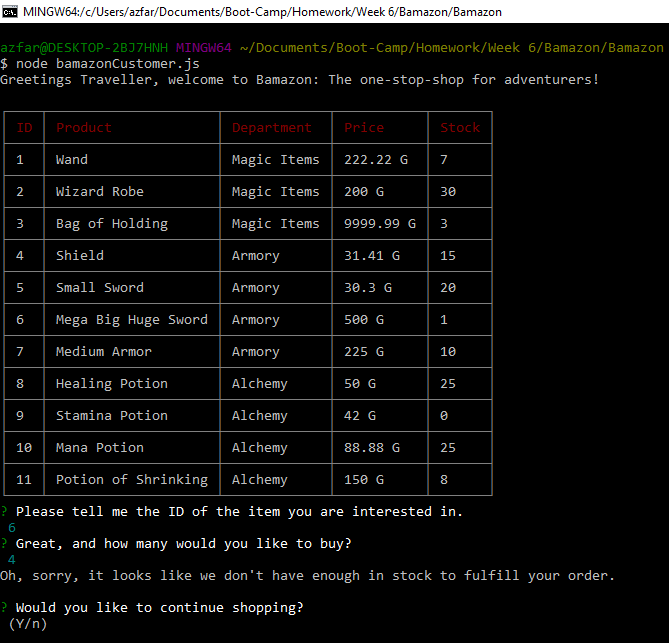 MINGW64:/c/Users/azfar/Documents/Boot-Camp/Homework/Week 6/Bamazon/Bamazon
azfar@DESKTOP-2BJ7HNH MINGW64 ~/Documents/Boot-Camp/Homework/Week 6/Bamazon/Bamazon
$ node bamazonCustomer.js
Greetings Traveller, welcome to Bamazon: The one-stop-shop for adventurers!
ID Product Department Price Stock
1 Wand Magic Items 222.22 G 7
2 Wizard Robe Magic Items 200 G 30
3 Bag of Holding Magic Items 9999.99 G 3
4 Shield Armory 31.41 G 15
5 Small Sword Armory 30.3 G 20
6 Mega Big Huge Sword Armory 500 G 1
7 Medium Armor Armory 225 G 10
8 Healing Potion Alchemy 50 G 25
9 Stamina Potion Alchemy 42 G 0
10 Mana Potion Alchemy 88.88 G 25
11 Potion of Shrinking Alchemy 150 G 8
? Please tell me the ID of the item you are interested in.
6
? Great, and how many would you like to buy?
4
Oh, sorry, it looks like we don't have enough in stock to fulfill your order.
? Would you like to continue shopping?
(Y/n)